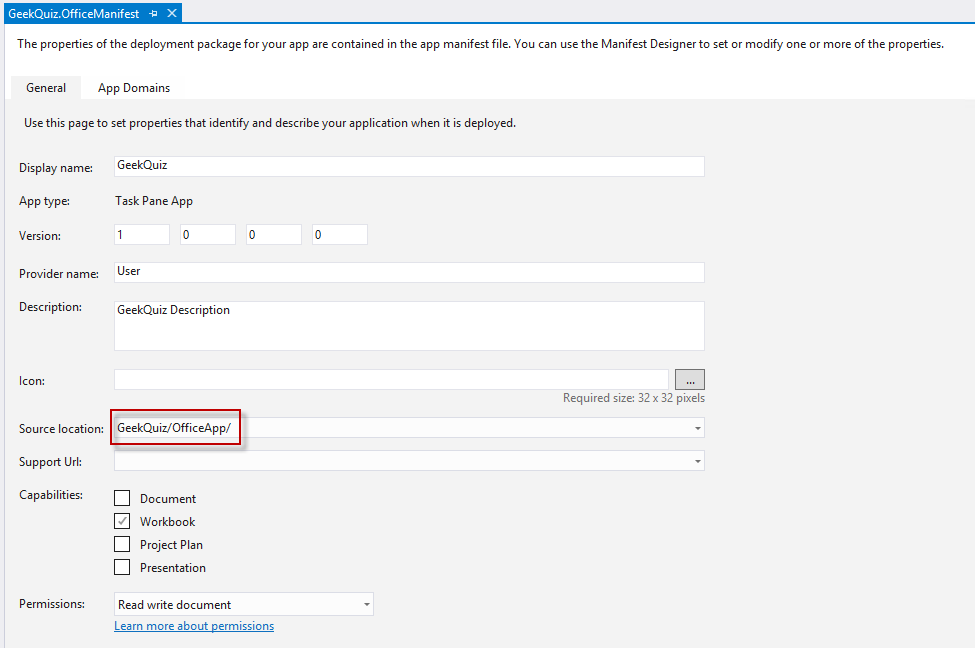 GeekQuiz.OfficeManifest
The properties of the deployment package for your app are contained in the app manifest file. You can use the Manifest Designer to set or modify one or more of the properties.
General App Domains
Use this page to set properties that identify and describe your application when it is deployed.
Display name: GeekQuiz
App type: Task Pane App
Version: 1 0 0 0
Provider name: User
Description: GeekQuiz Description
Icon: ...
Required size: 32 x 32 pixels
Source location: GeekQuiz/OfficeApp/
Support Url:
Capabilities: Document
Workbook
Project Plan
Presentation
Permissions: Read write document
Learn more about permissions